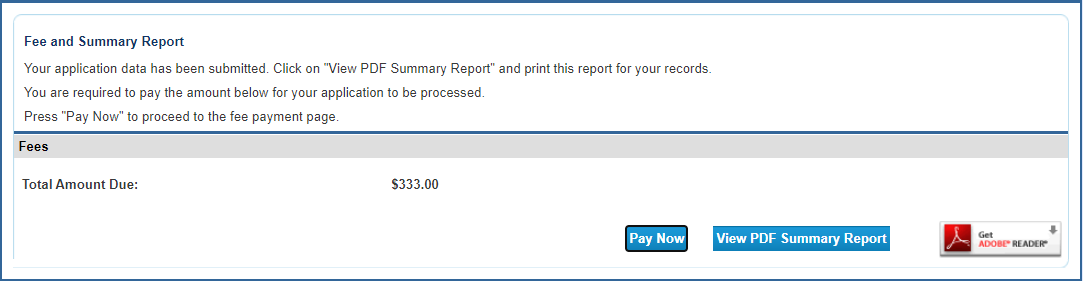 Fee and Summary Report
Your application data has been submitted. Click on "View PDF Summary Report" and print this report for your records.
You are required to pay the amount below for your application to be processed.
Press "Pay Now" to proceed to the fee payment page.
Fees
Total Amount Due: $333.00
Pay Now View PDF Summary Report Get
ADOBE® READER®